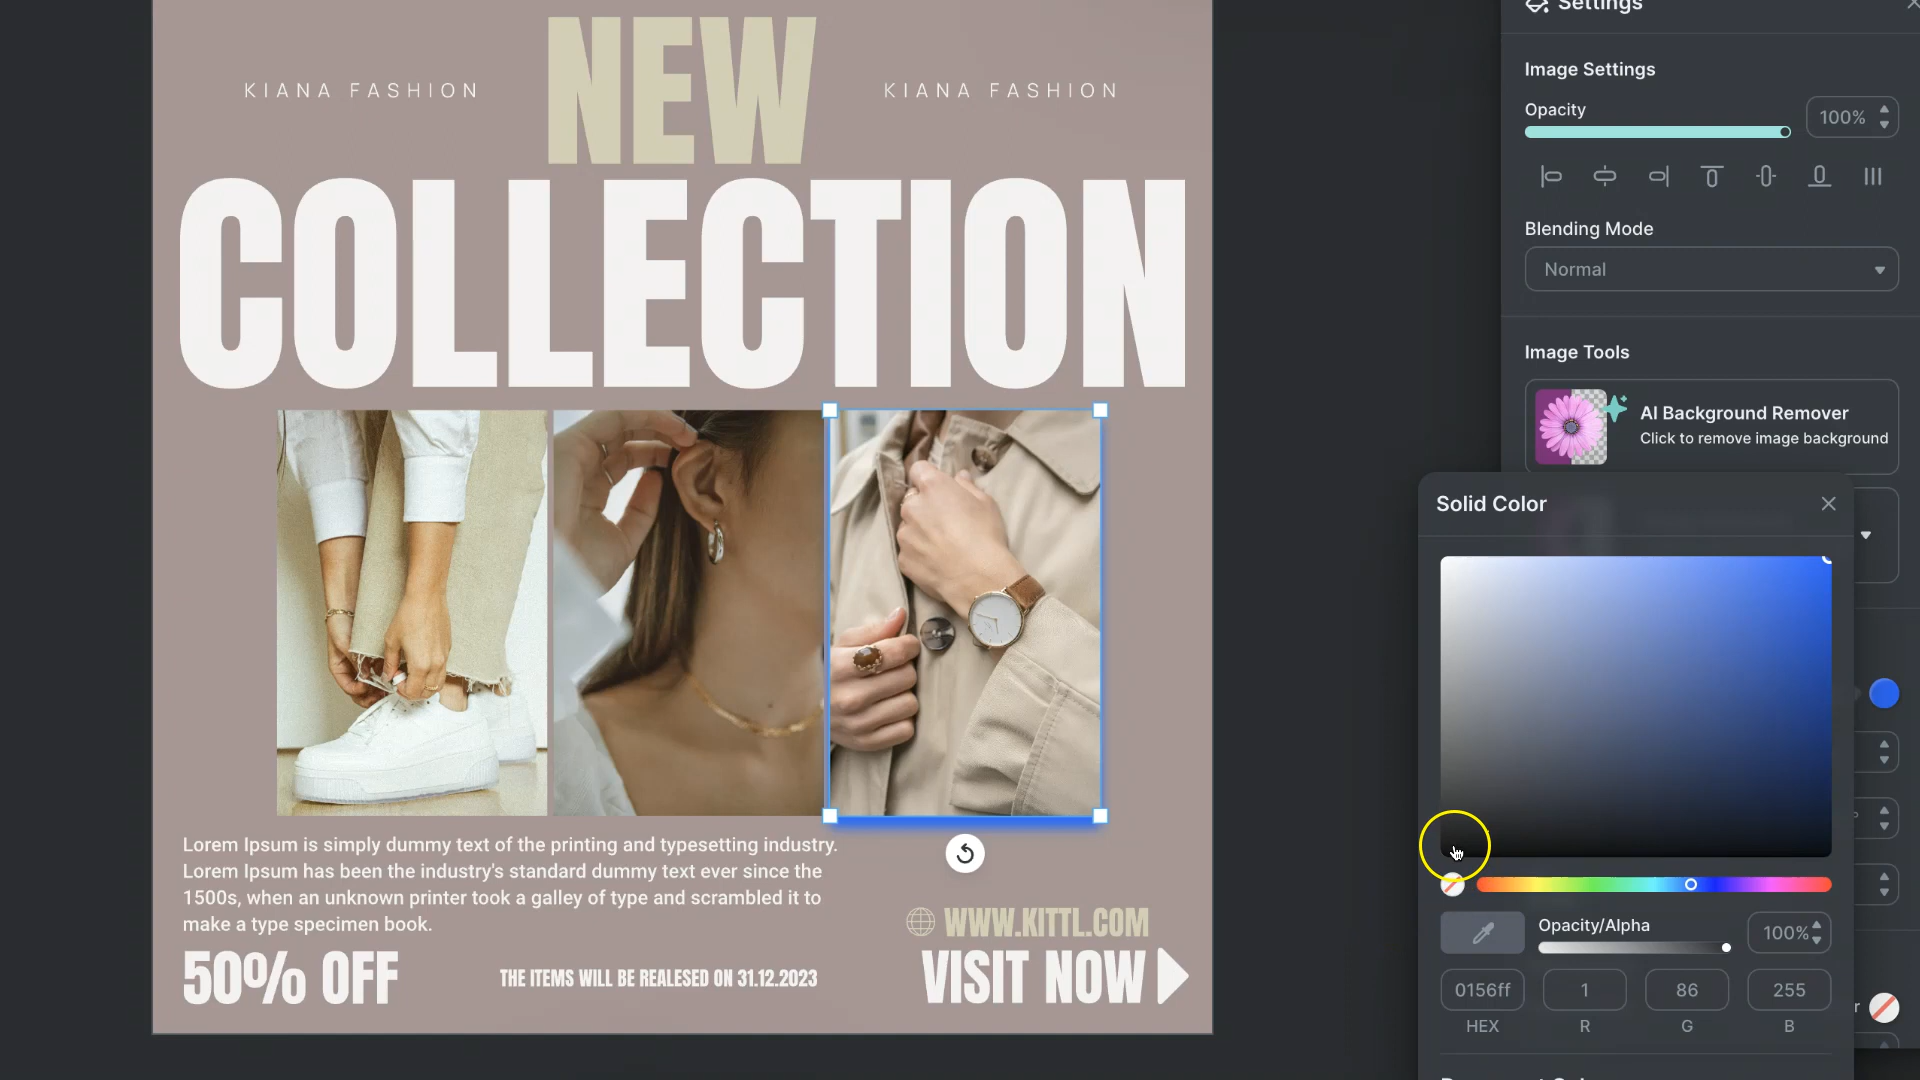 KIANA FASHION
NEW
KIANA FASHION
COLLECTION
Lorem Ipsum is simply dummy text of the printing and typesetting industry.
Lorem Ipsum has been the industry's standard dummy text ever since the
1500s, when an unknown printer took a galley of type and scrambled it to
make a type specimen book.
50% OFF
THE ITEMS WILL BE REALESED ON 31.12.2023
WWW.KITTL.COM
VISIT NOW
Settings
Image Settings
Opacity
100%
Blending Mode
Normal
Image Tools
AI Background Remover
Click to remove image background
Solid Color
Opacity/Alpha
100%
0156ff
1
86
255
HEX
R
G
B